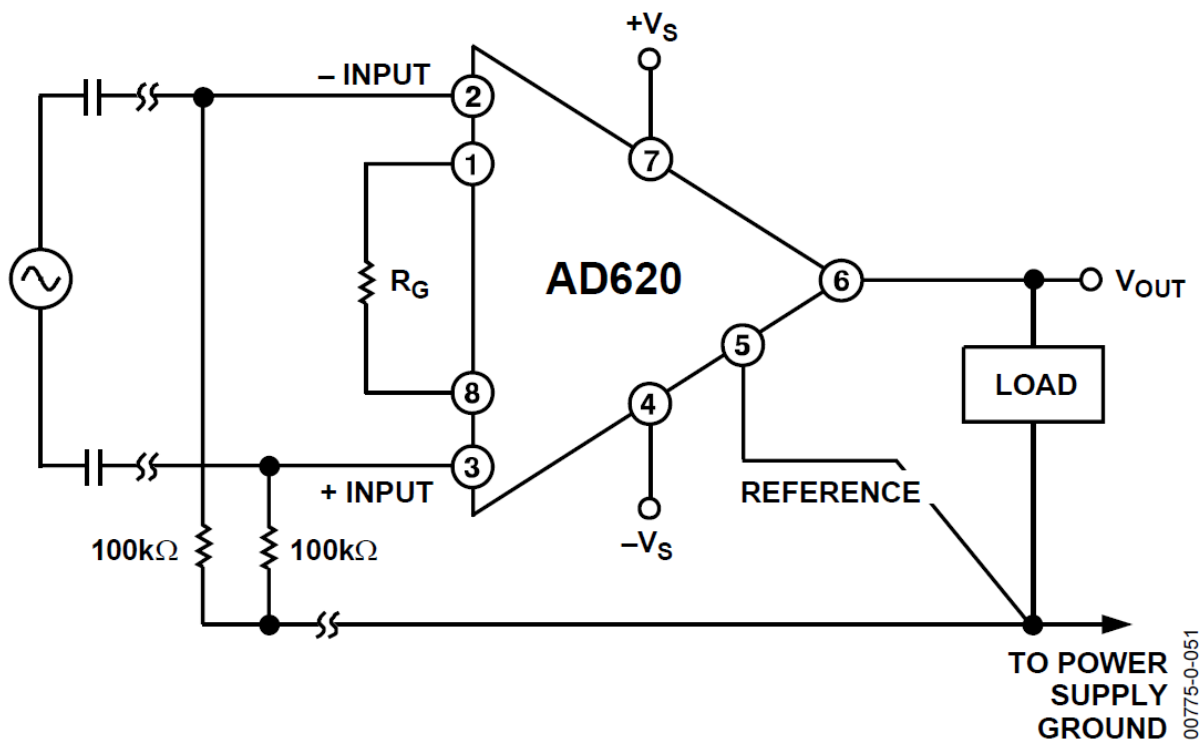 +VS
– INPUT
2
1
7
RG
AD620
6
VOUT
5
LOAD
8
4
3
+ INPUT
REFERENCE
100kΩ
100kΩ
–VS
TO POWER
SUPPLY
GROUND
00775-0-051